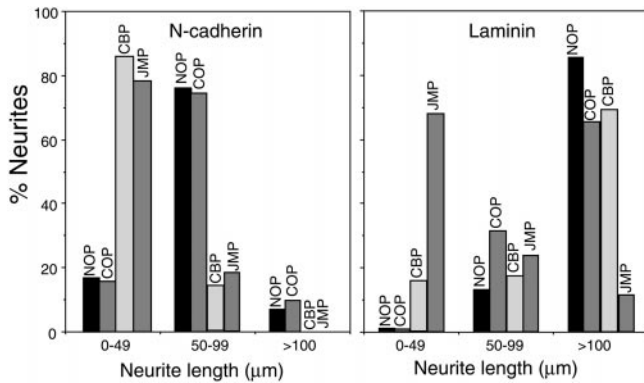 N-cadherin
Laminin
% Neurites
100
80
60
40
20
0
NOP
COP
CBP
JMP
NOP
COP
CBP
JMP
NOP
COP
CBP
JMP
NOP
COP
CBP
JMP
NOP
COP
CBP
JMP
NOP
COP
CBP
JMP
0-49
50-99
>100
0-49
50-99
>100
Neurite length (μm)
Neurite length (μm)